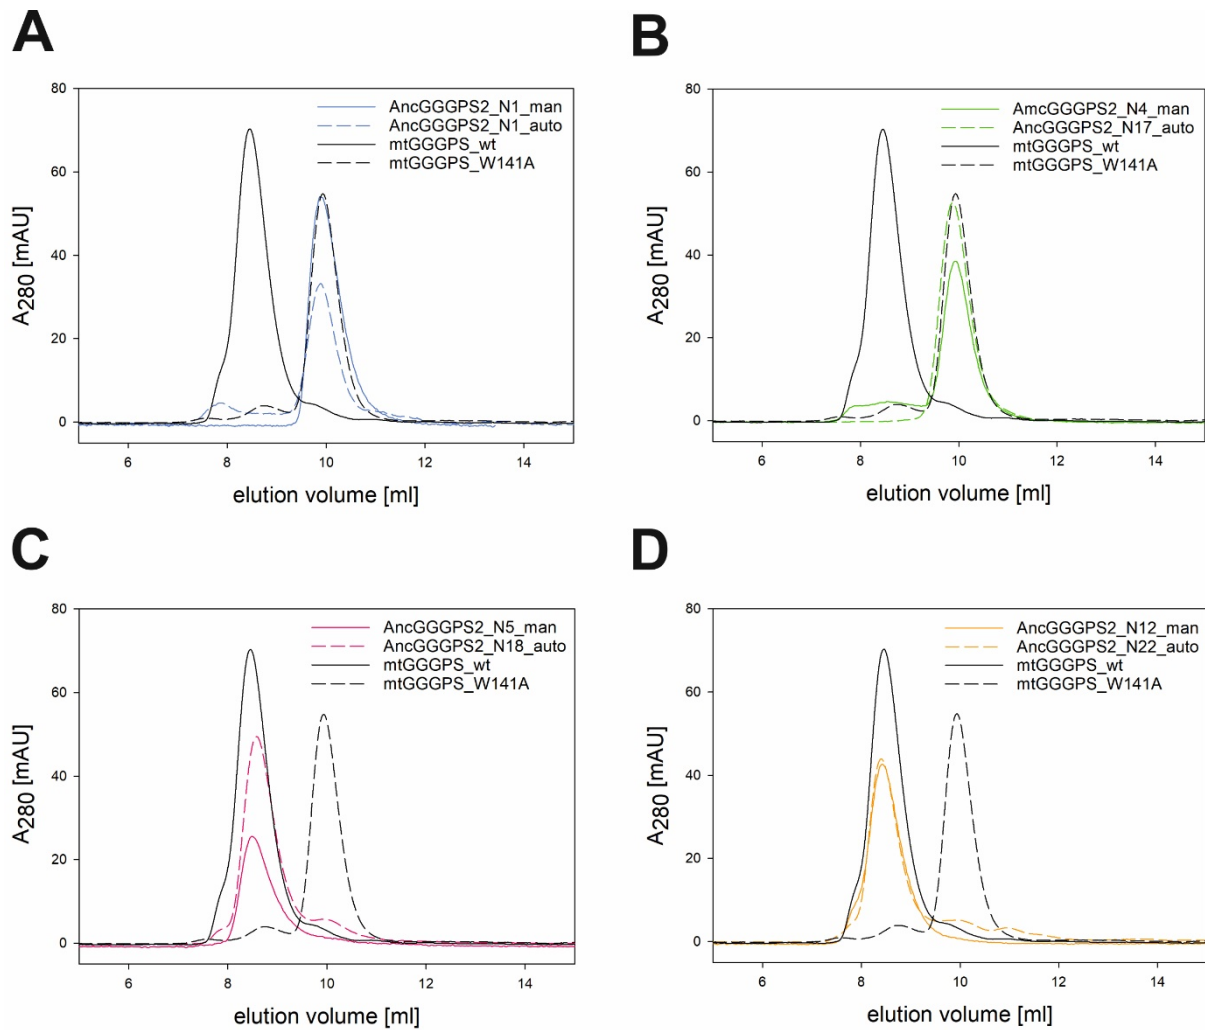 A
80
60
40
20
0
A280 [mAU]
AncGGGPS2_N1_man
AncGGGPS2_N1_auto
mtGGGPS_wt
mtGGGPS_W141A
6 8 10 12 14
elution volume [ml]
B
80
60
40
20
0
A280 [mAU]
AmcGGGPS2_N4_man
AncGGGPS2_N17_auto
mtGGGPS_wt
mtGGGPS_W141A
6 8 10 12 14
elution volume [ml]
C
80
60
40
20
0
A280 [mAU]
AncGGGPS2_N5_man
AncGGGPS2_N18_auto
mtGGGPS_wt
mtGGGPS_W141A
6 8 10 12 14
elution volume [ml]
D
80
60
40
20
0
A280 [mAU]
AncGGGPS2_N12_man
AncGGGPS2_N22_auto
mtGGGPS_wt
mtGGGPS_W141A
6 8 10 12 14
elution volume [ml]